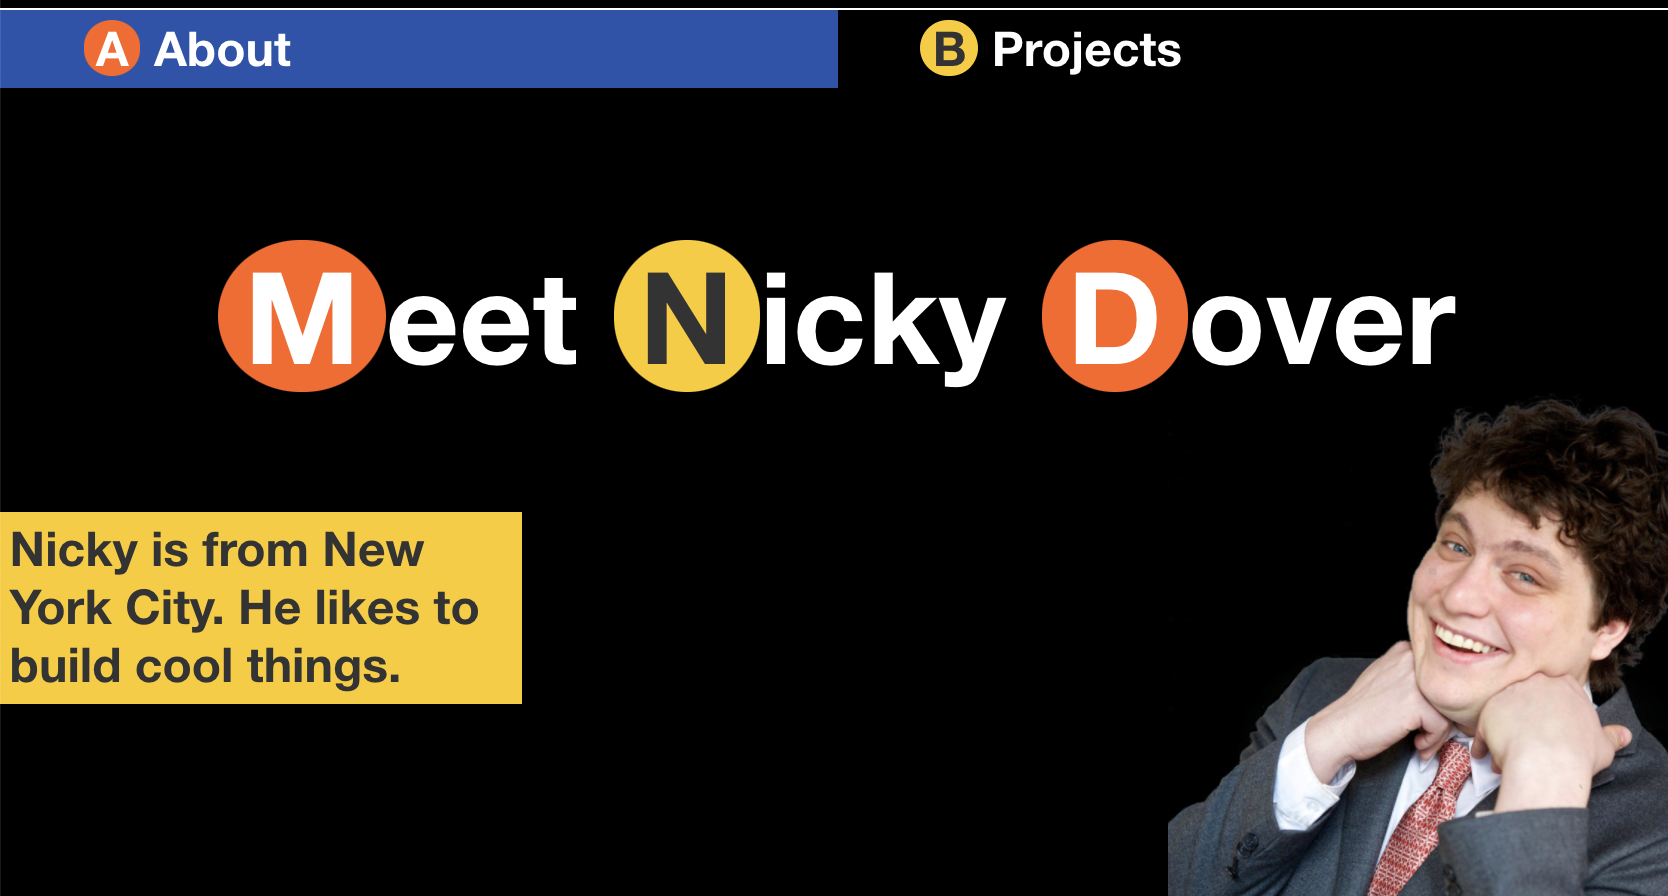 A About
B Projects
Meet Nicky Dover
Nicky is from New
York City. He likes to
build cool things.